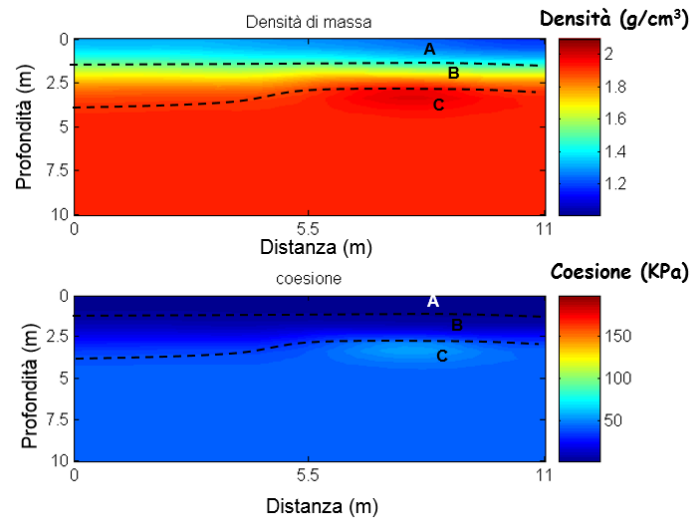 Densità di massa
Densità (g/cm³)
Profondità (m)
0
2.5
5
7.5
10
A
B
C
0
5.5
11
Distanza (m)
2
1.8
1.6
1.4
1.2
coesione
Coesione (KPa)
Profondità (m)
0
2.5
5
7.5
10
A
B
C
0
5.5
11
Distanza (m)
150
100
50